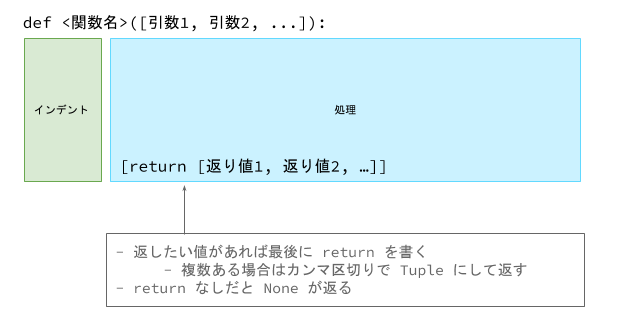 def <関数名>([引数1, 引数2, ...]):
インデント
処理
[return [返り値1, 返り値2, …]]
- 返したい値があれば最後に return を書く
- 複数ある場合はカンマ区切りで Tuple にして返す
- return なしだと None が返る